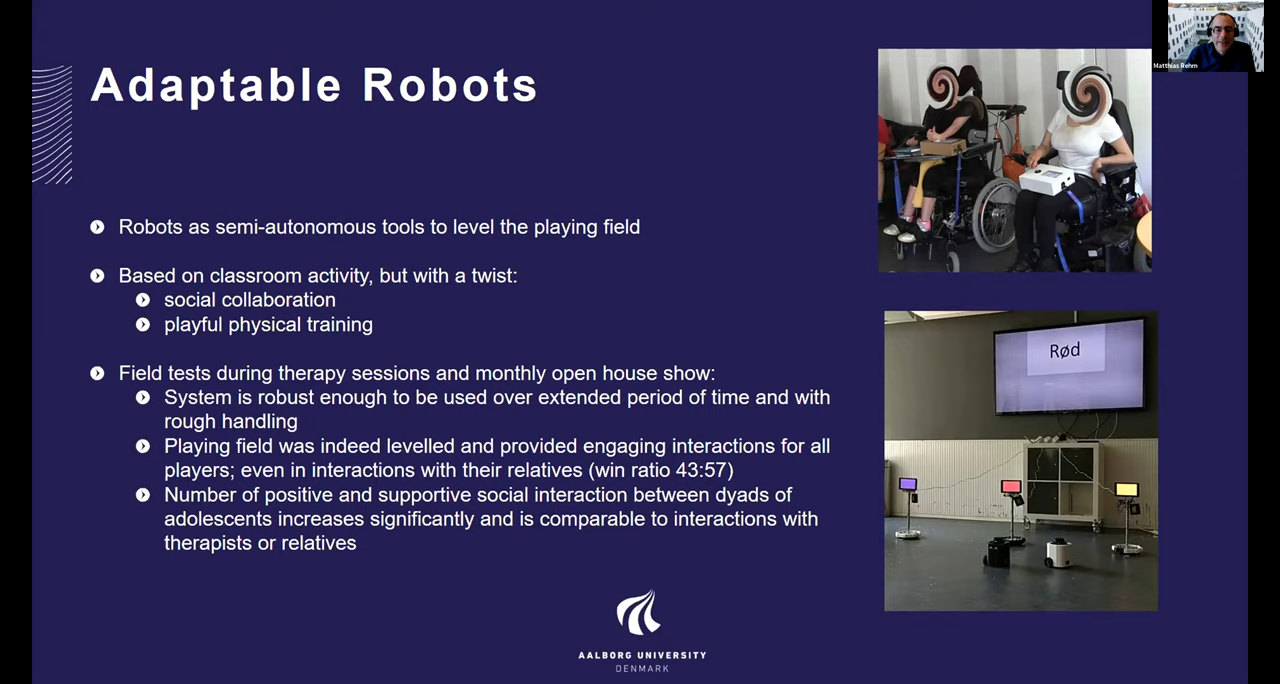 Matthias Rehm
Adaptable Robots
Robots as semi-autonomous tools to level the playing field
Based on classroom activity, but with a twist:
social collaboration
playful physical training
Field tests during therapy sessions and monthly open house show:
System is robust enough to be used over extended period of time and with
rough handling
Playing field was indeed levelled and provided engaging interactions for all
players; even in interactions with their relatives (win ratio 43:57)
Number of positive and supportive social interaction between dyads of
adolescents increases significantly and is comparable to interactions with
therapists or relatives
Rød
AALBORG UNIVERSITY
DENMARK